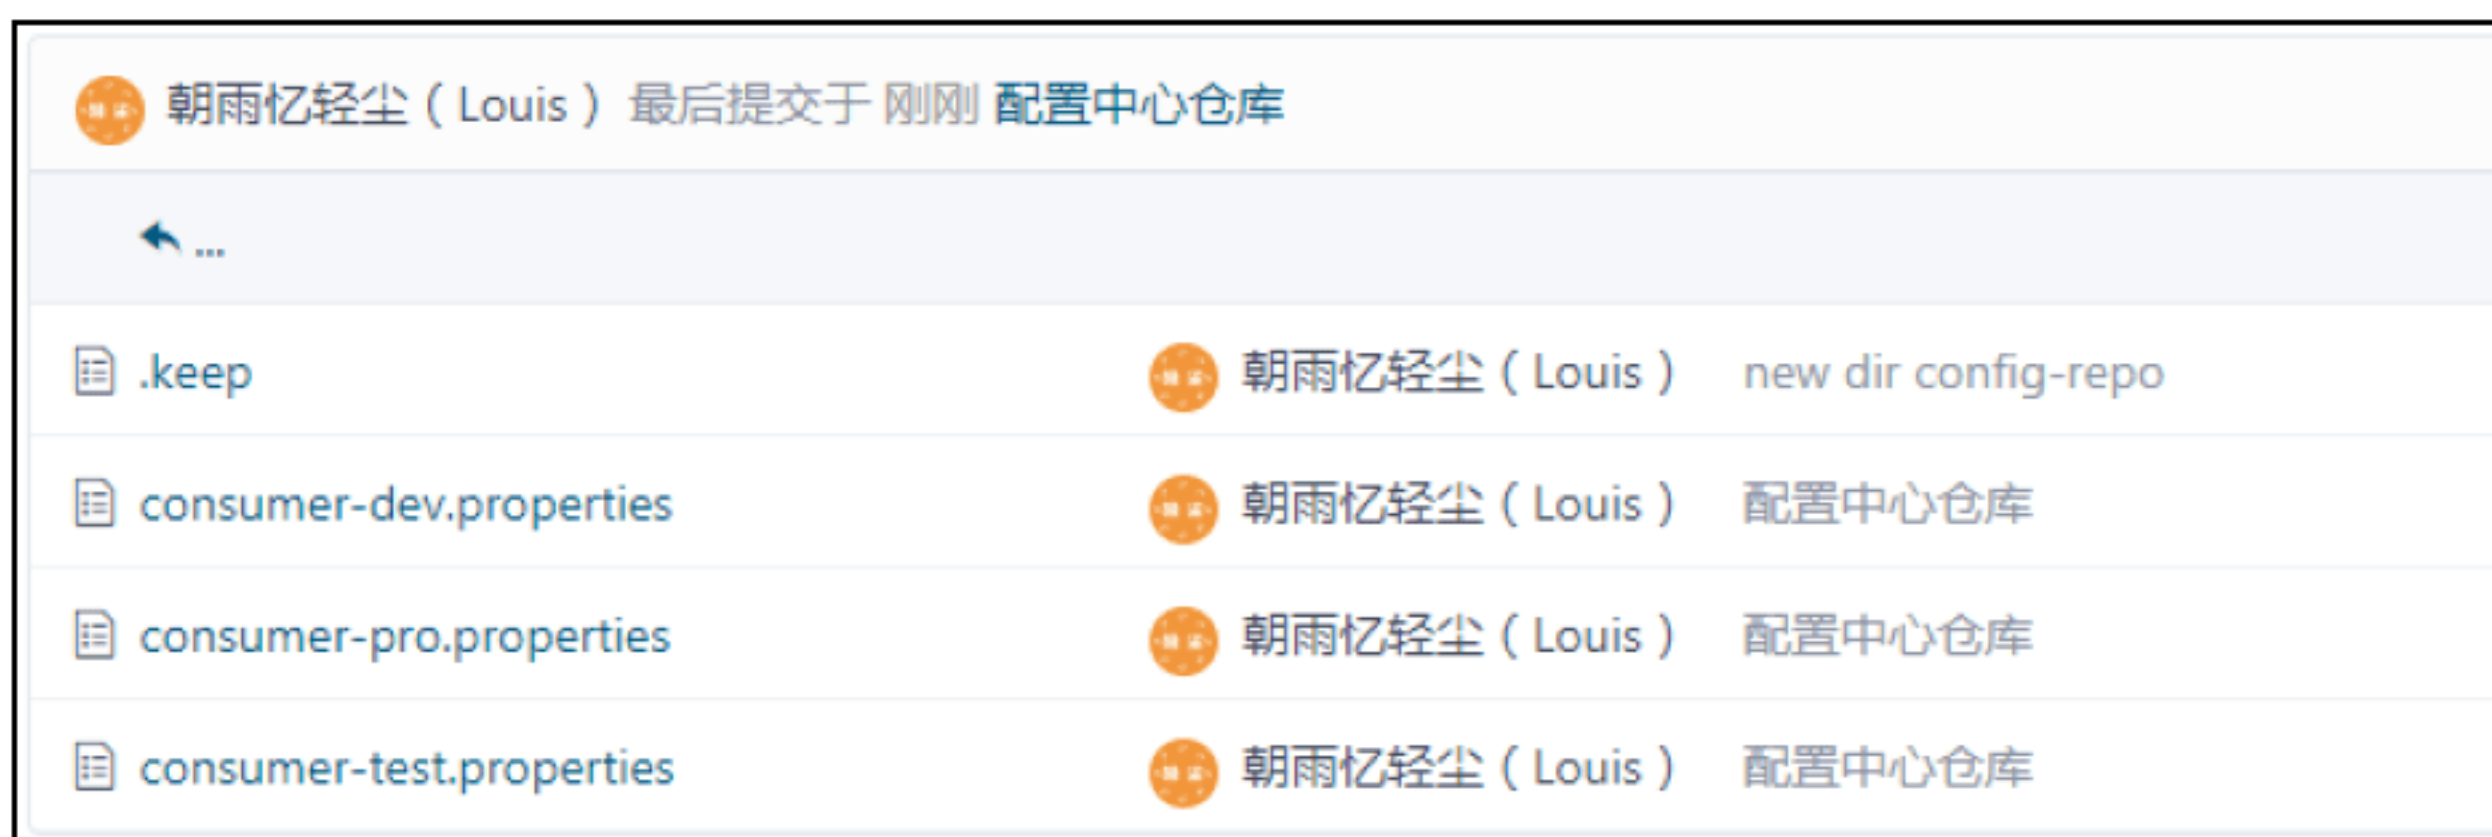 朝雨忆轻尘（Louis） 最后提交于 刚刚 配置中心仓库
...
.keep 朝雨忆轻尘（Louis） new dir config-repo
consumer-dev.properties 朝雨忆轻尘（Louis） 配置中心仓库
consumer-pro.properties 朝雨忆轻尘（Louis） 配置中心仓库
consumer-test.properties 朝雨忆轻尘（Louis） 配置中心仓库